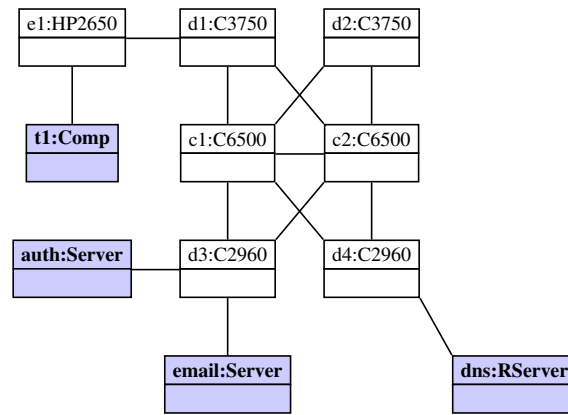 e1:HP2650
d1:C3750
d2:C3750
t1:Comp
c1:C6500
c2:C6500
auth:Server
d3:C2960
d4:C2960
email:Server
dns:RServer